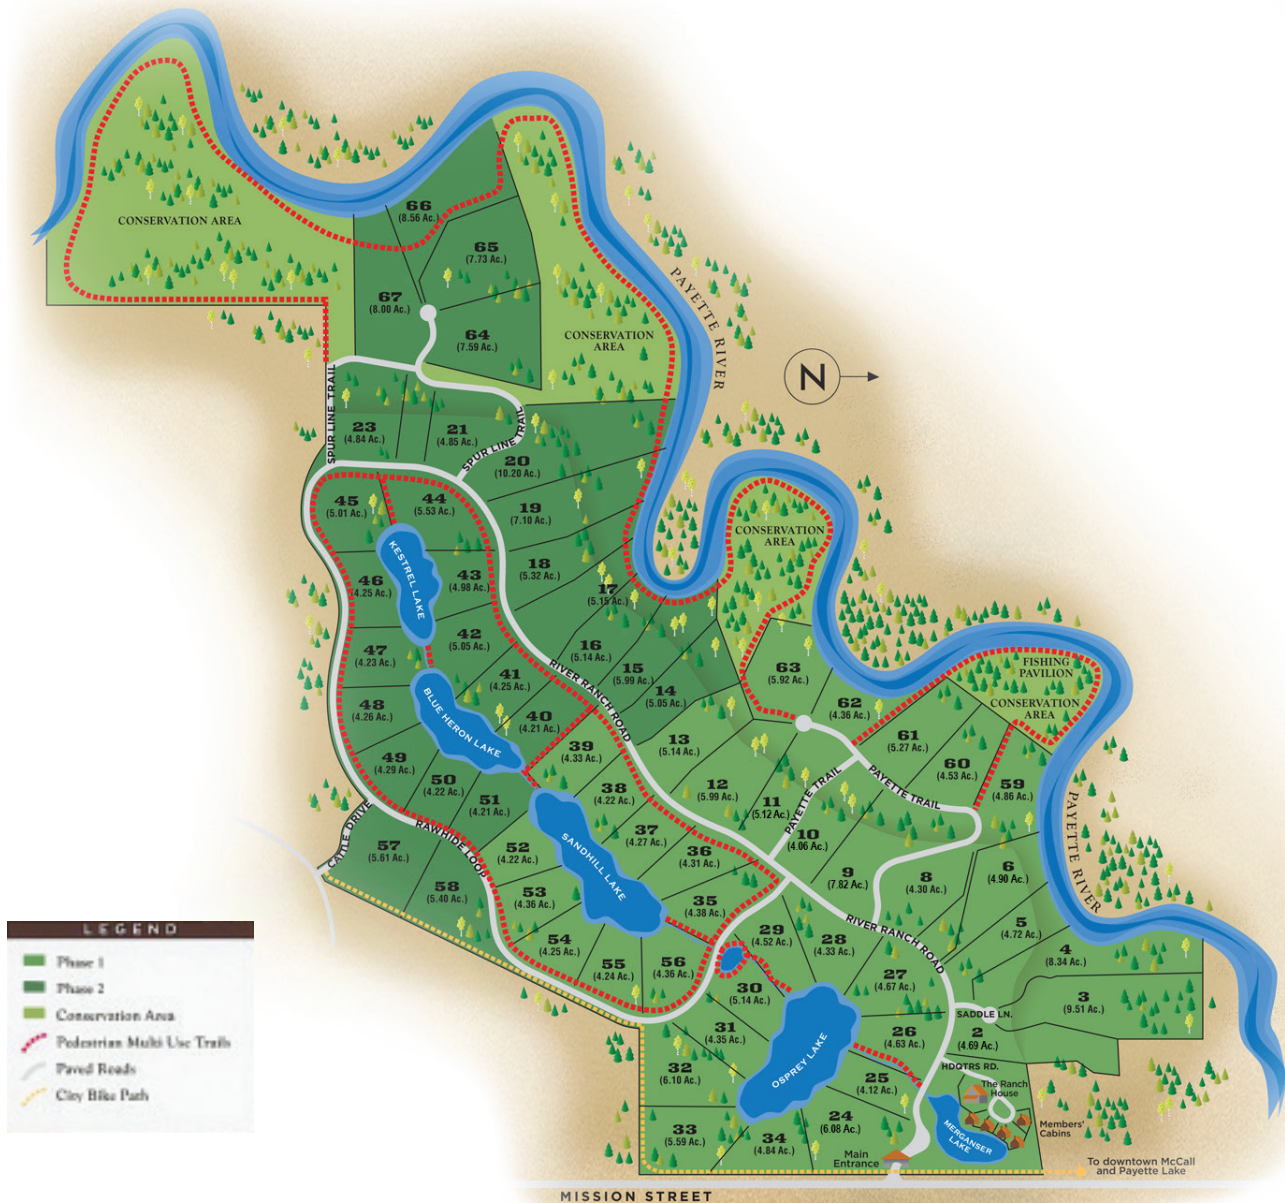 CONSERVATION AREA
66
(8.56 Ac.)
65
(7.73 Ac.)
67
(8.00 Ac.)
64
(7.59 Ac.)
CONSERVATION
AREA
PAYETTE RIVER
N
SPUR LINE TRAIL
23
(4.84 Ac.)
21
(4.85 Ac.)
SPUR LINE TRAIL
20
(10.20 Ac.)
19
(7.10 Ac.)
45
(5.01 Ac.)
44
(5.53 Ac.)
KESTREL LAKE
18
(5.32 Ac.)
17
(5.15 Ac.)
CONSERVATION
AREA
46
(4.25 Ac.)
43
(4.98 Ac.)
42
(5.05 Ac.)
16
(5.14 Ac.)
15
(5.99 Ac.)
14
(5.05 Ac.)
63
(5.92 Ac.)
62
(4.36 Ac.)
FISHING
PAVILION
CONSERVATION
AREA
47
(4.23 Ac.)
41
(4.25 Ac.)
RIVER RANCH ROAD
48
(4.26 Ac.)
BLUE HERON LAKE
40
(4.21 Ac.)
13
(5.14 Ac.)
61
(5.27 Ac.)
60
(4.53 Ac.)
59
(4.86 Ac.)
49
(4.29 Ac.)
50
(4.22 Ac.)
51
(4.21 Ac.)
39
(4.33 Ac.)
38
(4.22 Ac.)
12
(5.99 Ac.)
11
(5.12 Ac.)
PAYETTE TRAIL
PAYETTE TRAIL
PAYETTE RIVER
CATTLE DRIVE
RAWHIDE LOOP
57
(5.61 Ac.)
58
(5.40 Ac.)
52
(4.22 Ac.)
53
(4.36 Ac.)
SANDHILL LAKE
37
(4.27 Ac.)
36
(4.31 Ac.)
10
(4.06 Ac.)
9
(7.82 Ac.)
8
(4.30 Ac.)
6
(4.90 Ac.)
5
(4.72 Ac.)
4
(8.34 Ac.)
35
(4.38 Ac.)
RIVER RANCH ROAD
54
(4.25 Ac.)
55
(4.24 Ac.)
56
(4.36 Ac.)
29
(4.52 Ac.)
28
(4.33 Ac.)
27
(4.67 Ac.)
3
(9.51 Ac.)
30
(5.14 Ac.)
SADDLE LN.
31
(4.35 Ac.)
OSPREY LAKE
26
(4.63 Ac.)
2
(4.69 Ac.)
32
(6.10 Ac.)
HDQTRS RD.
25
(4.12 Ac.)
The Ranch
House
33
(5.59 Ac.)
34
(4.84 Ac.)
24
(6.08 Ac.)
MERGANSER
LAKE
Members'
Cabins
Main
Entrance
To downtown McCall
and Payette Lake
MISSION STREET
LEGEND
Phase 1
Phase 2
Conservation Area
Pedestrian Multi Use Trails
Paved Roads
City Bike Path